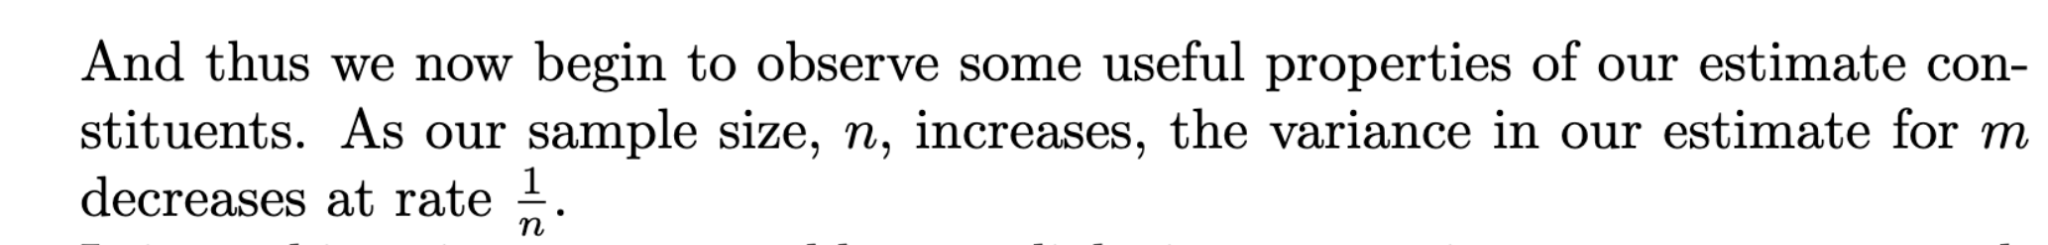 And thus we now begin to observe some useful properties of our estimate con-
stituents. As our sample size, n, increases, the variance in our estimate for m
decreases at rate 1/n.